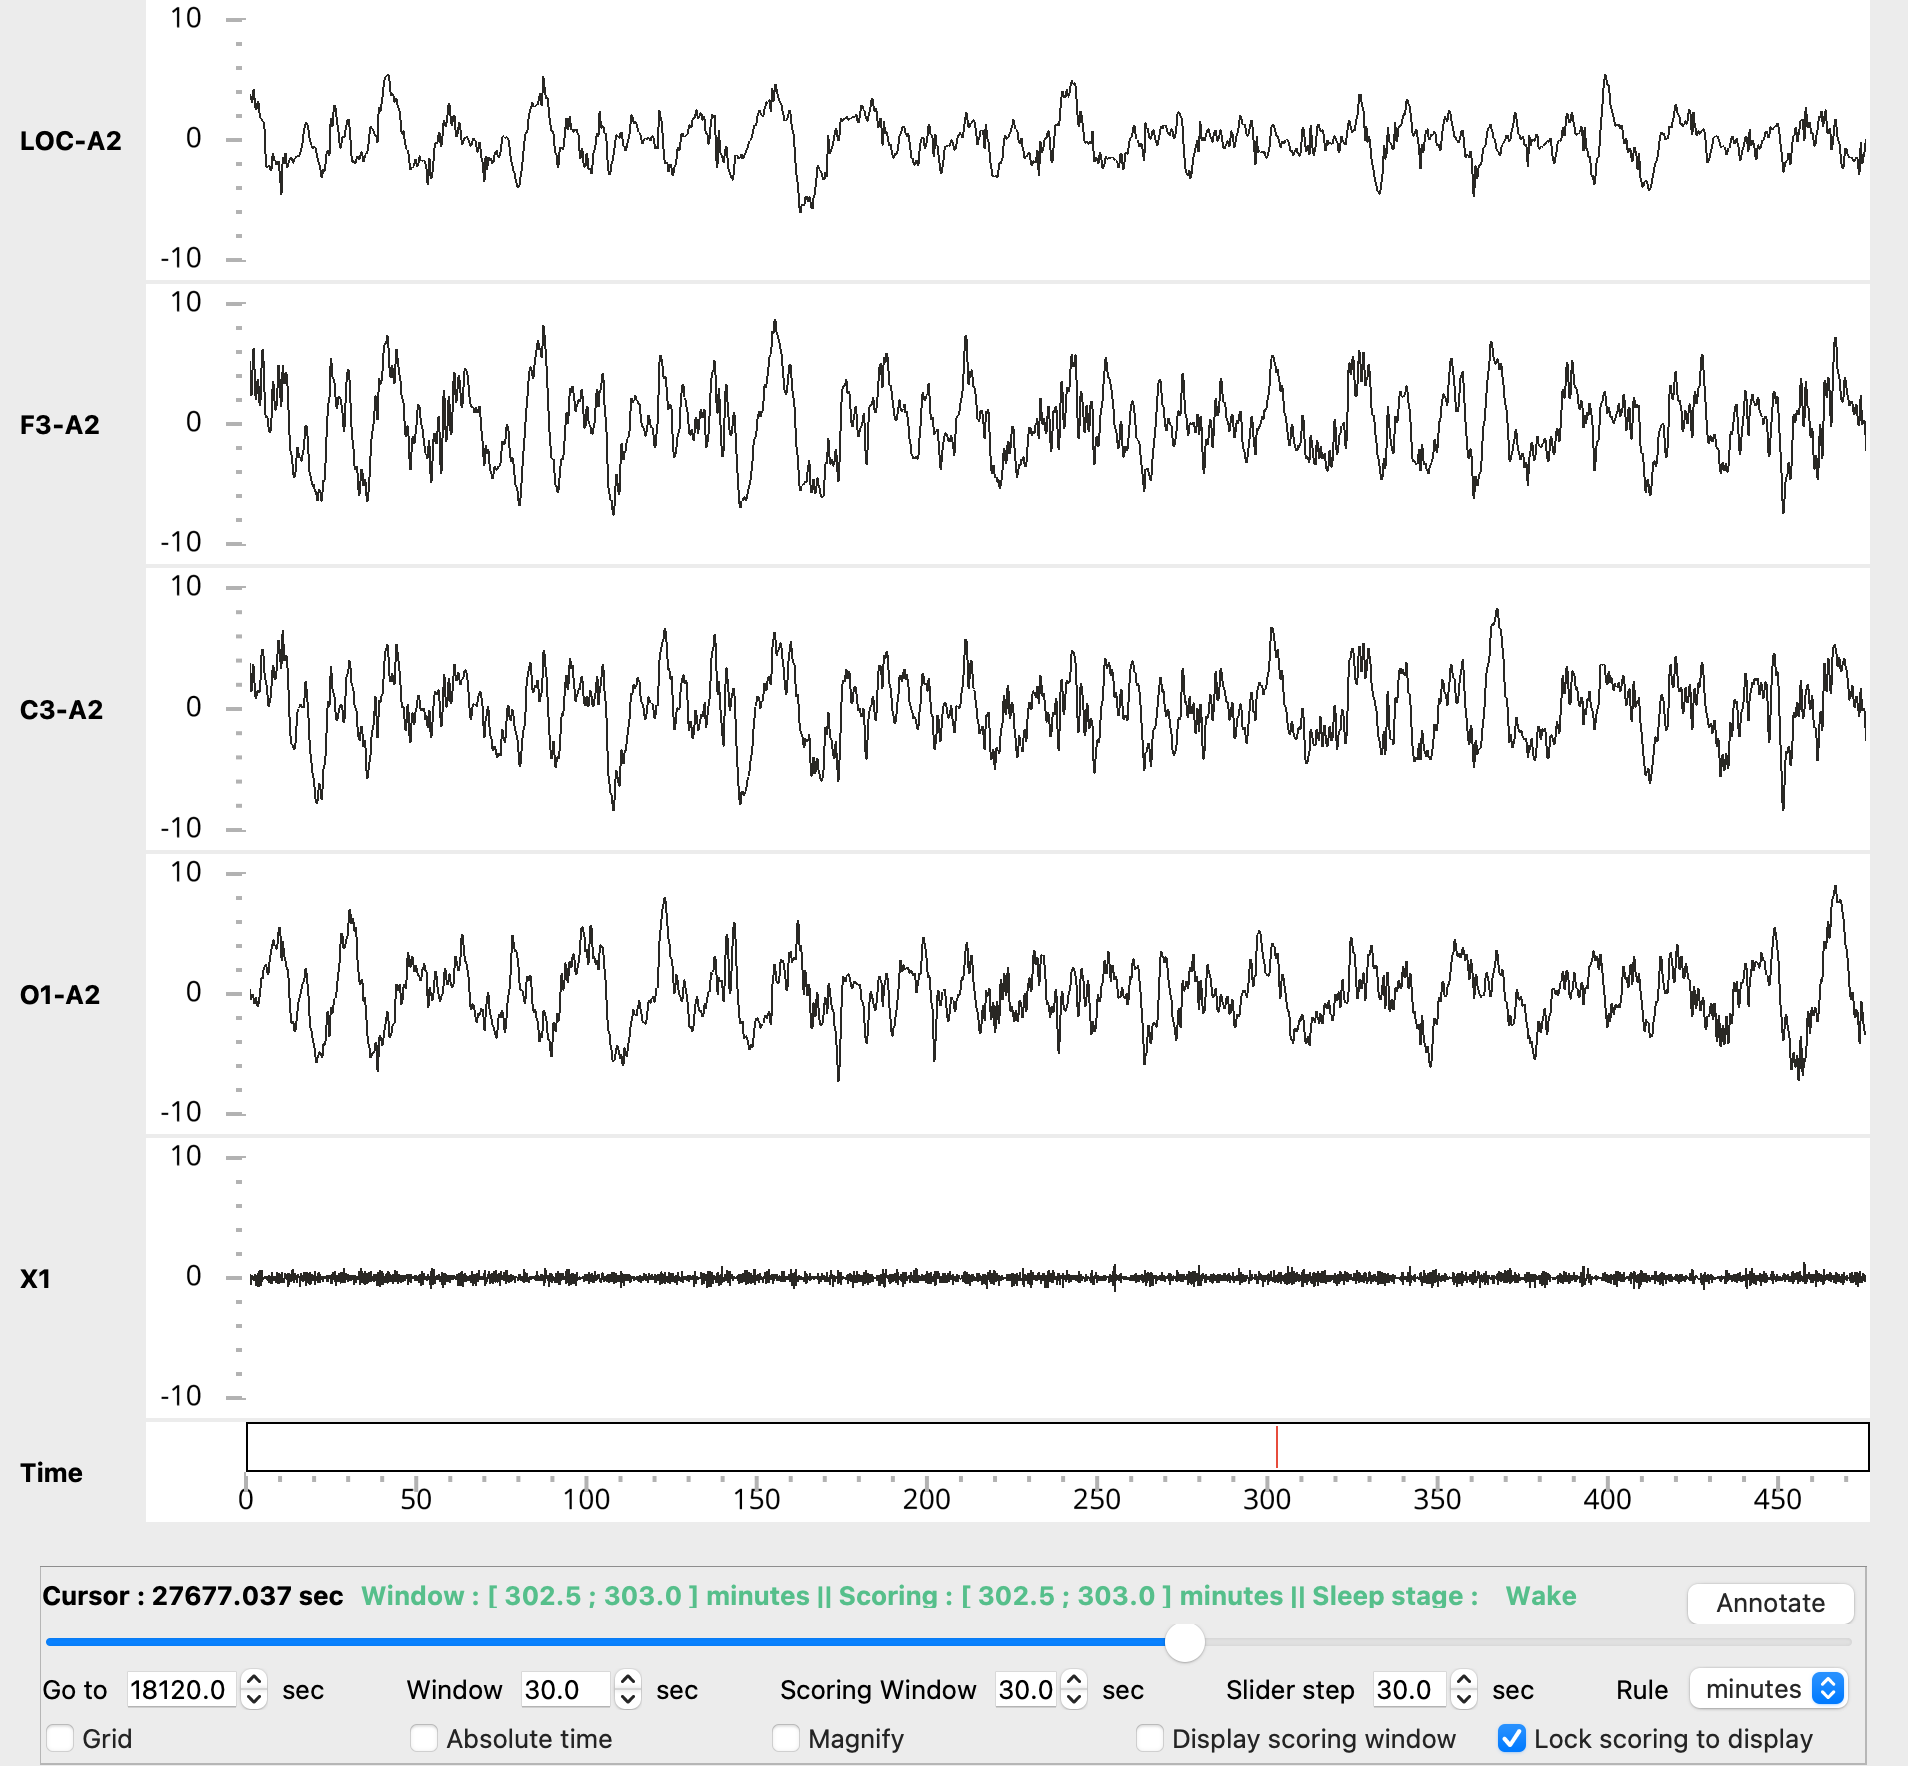 10
LOC-A2
0
-10
10
F3-A2
0
-10
10
C3-A2
0
-10
10
O1-A2
0
-10
10
X1
0
-10
Time
0 50 100 150 200 250 300 350 400 450
Cursor : 27677.037 sec Window : [ 302.5 ; 303.0 ] minutes || Scoring : [ 302.5 ; 303.0 ] minutes || Sleep stage : Wake Annotate
Go to 18120.0 sec Window 30.0 sec Scoring Window 30.0 sec Slider step 30.0 sec Rule minutes
Grid Absolute time Magnify Display scoring window Lock scoring to display